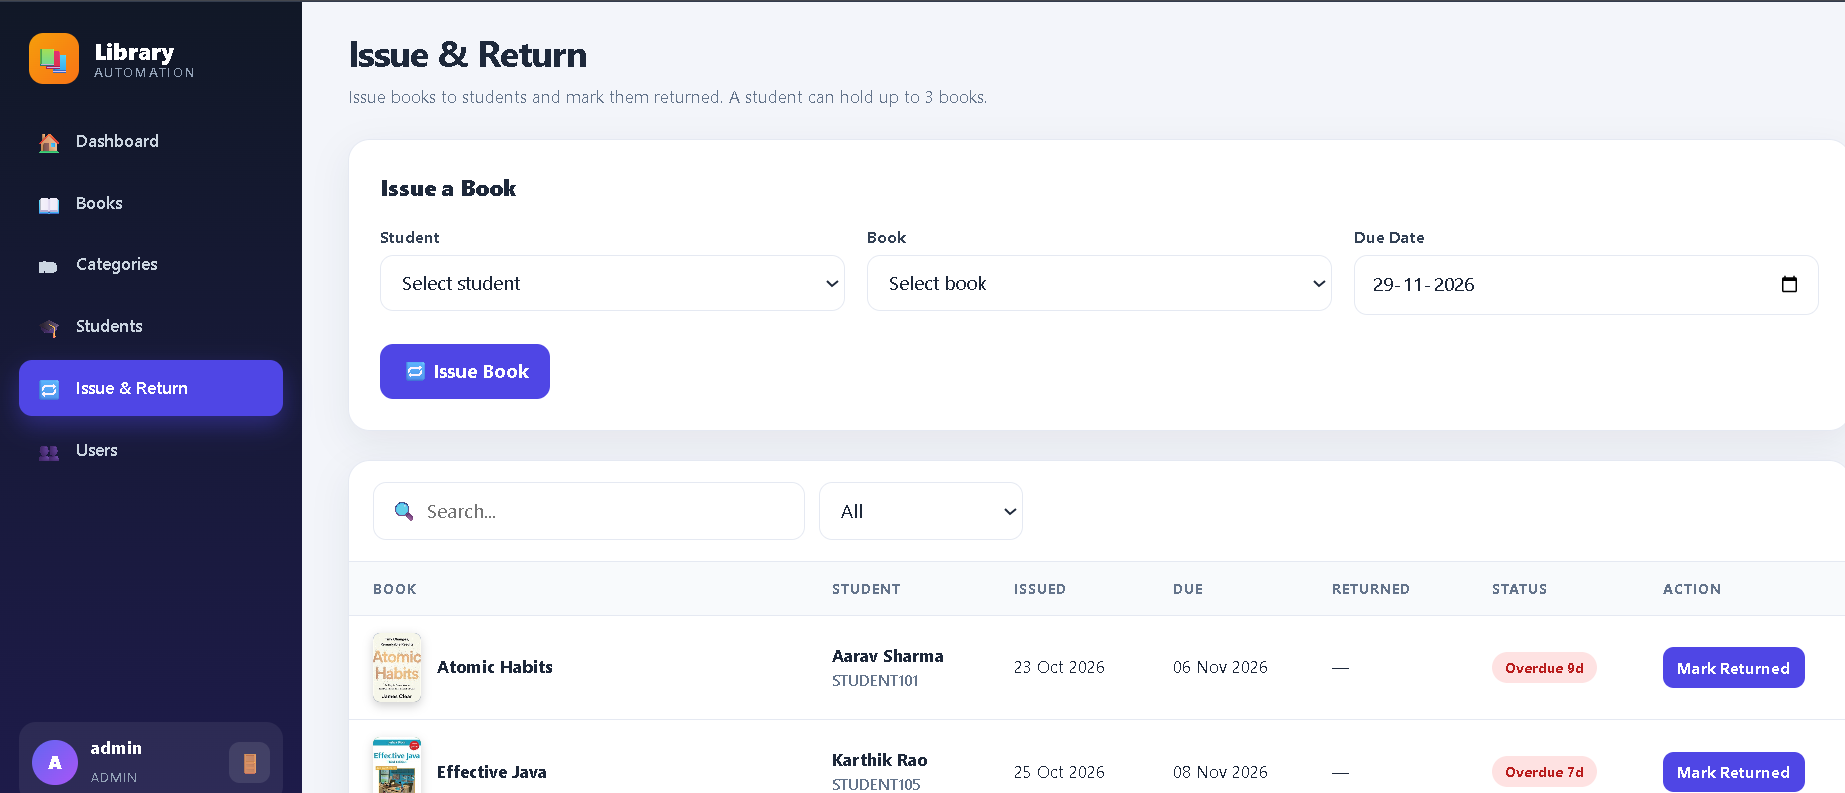 Library
AUTOMATION
Dashboard
Books
Categories
Students
Issue & Return
Users
A
admin
ADMIN
Issue & Return
Issue books to students and mark them returned. A student can hold up to 3 books.
Issue a Book
Student
Book
Due Date
Select student
Select book
29-11-2026
Issue Book
Search...
All
BOOK STUDENT ISSUED DUE RETURNED STATUS ACTION
Atomic Habits
James Clear
Atomic Habits
Aarav Sharma
STUDENT101
23 Oct 2026
06 Nov 2026
—
Overdue 9d
Mark Returned
Effective Java
Effective Java
Karthik Rao
STUDENT105
25 Oct 2026
08 Nov 2026
—
Overdue 7d
Mark Returned